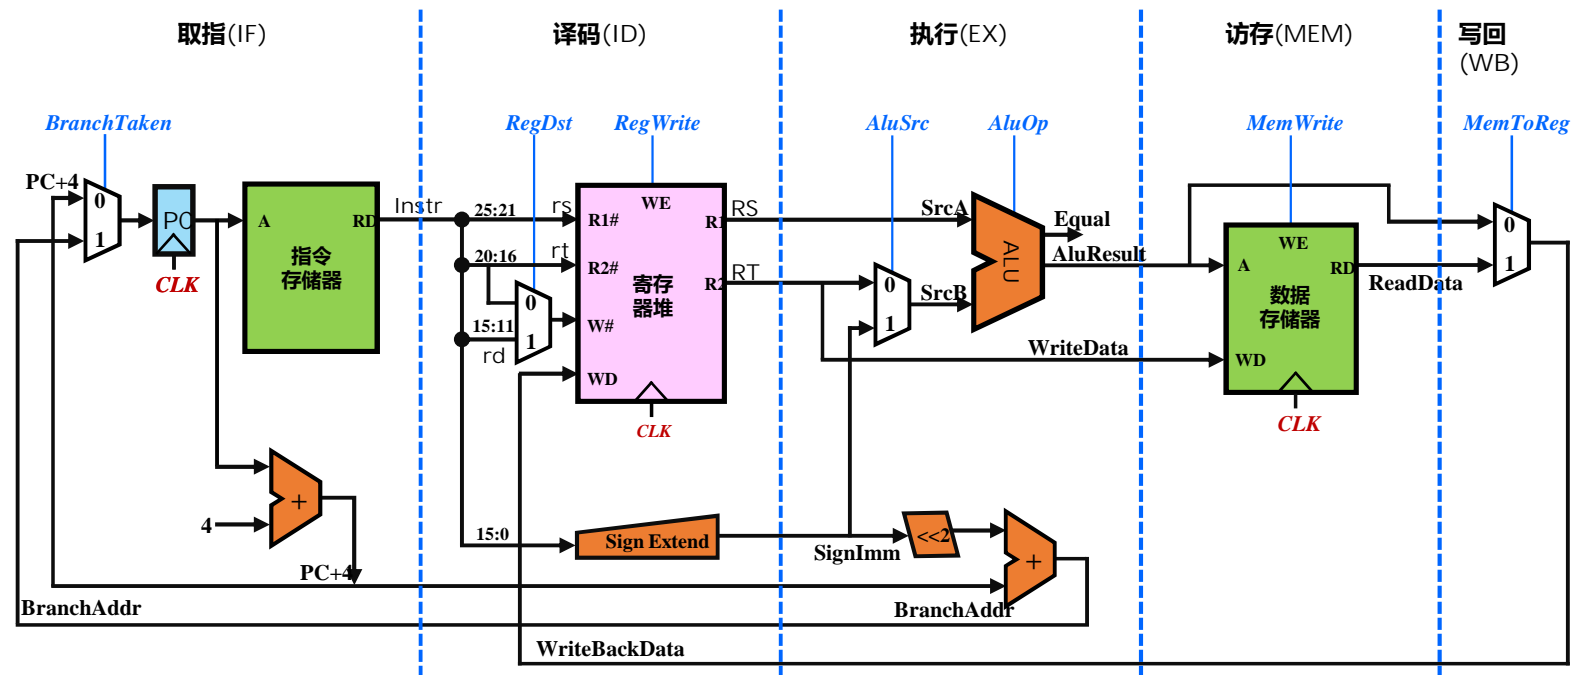 取指(IF)
译码(ID)
执行(EX)
访存(MEM)
写回
(WB)
BranchTaken
RegDst
RegWrite
AluSrc
AluOp
MemWrite
MemToReg
PC+4
0
1
PC
CLK
A
RD
指令
存储器
Instr
25:21
rs
20:16
rt
15:11
rd
0
1
WE
R1#
R2#
W#
WD
R1
R2
寄存
器堆
CLK
RS
RT
0
1
SrcA
SrcB
ALU
Equal
AluResult
WriteData
WE
A
RD
WD
数据
存储器
CLK
ReadData
0
1
4
+
PC+4
15:0
Sign Extend
SignImm
<<2
+
BranchAddr
BranchAddr
WriteBackData